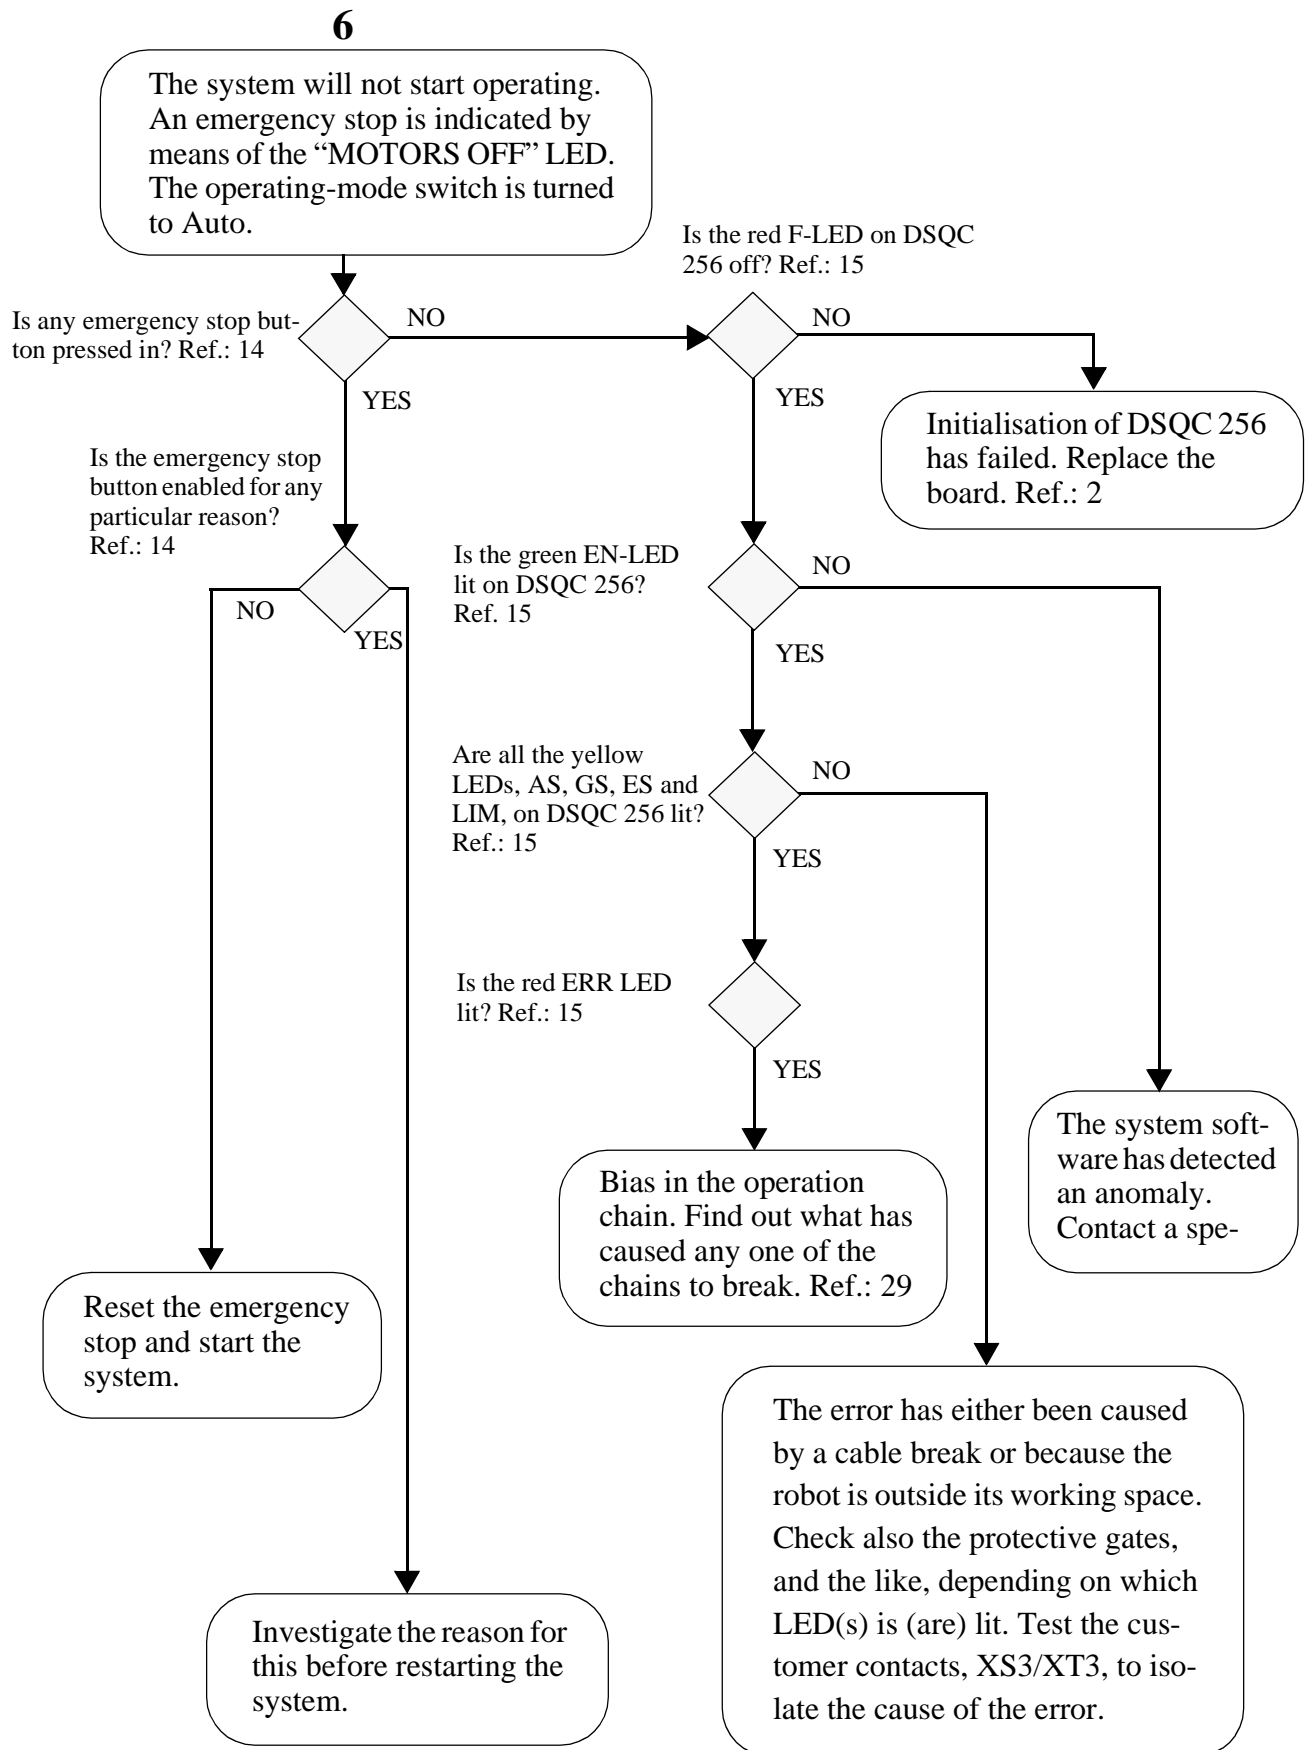 6
The system will not start operating.
An emergency stop is indicated by
means of the “MOTORS OFF” LED.
The operating-mode switch is turned
to Auto.
Is any emergency stop but-
ton pressed in? Ref.: 14
NO
YES
Is the red F-LED on DSQC
256 off? Ref.: 15
NO
YES
Initialisation of DSQC 256
has failed. Replace the
board. Ref.: 2
Is the emergency stop
button enabled for any
particular reason?
Ref.: 14
NO
YES
Is the green EN-LED
lit on DSQC 256?
Ref. 15
NO
YES
Are all the yellow
LEDs, AS, GS, ES and
LIM, on DSQC 256 lit?
Ref.: 15
NO
YES
Is the red ERR LED
lit? Ref.: 15
YES
The system soft-
ware has detected
an anomaly.
Contact a spe-
Bias in the operation
chain. Find out what has
caused any one of the
chains to break. Ref.: 29
Reset the emergency
stop and start the
system.
The error has either been caused
by a cable break or because the
robot is outside its working space.
Check also the protective gates,
and the like, depending on which
LED(s) is (are) lit. Test the cus-
tomer contacts, XS3/XT3, to iso-
late the cause of the error.
Investigate the reason for
this before restarting the
system.